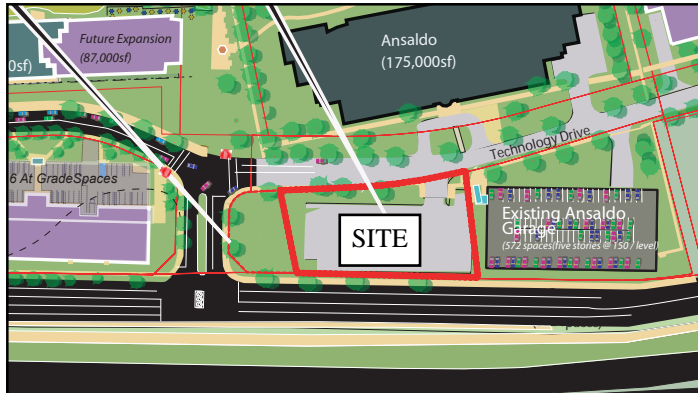 Future Expansion
(87,000sf)
0sf)
Ansaldo
(175,000sf)
Technology Drive
6 At GradeSpaces
SITE
Existing Ansaldo
Garage
(572 spaces(five stories @ 150 / level)